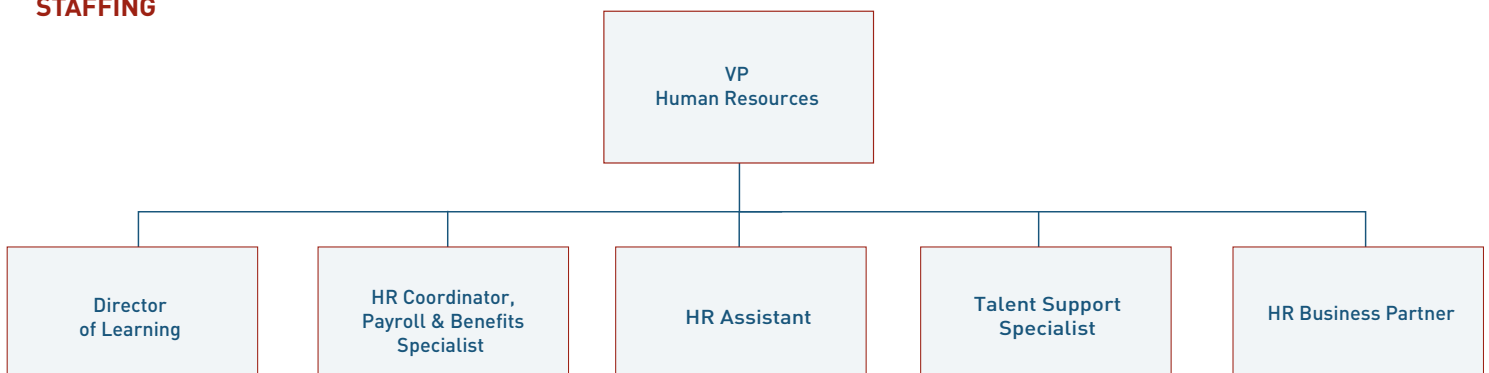 STAFFING
VP
Human Resources
Director
of Learning
HR Coordinator,
Payroll & Benefits
Specialist
HR Assistant
Talent Support
Specialist
HR Business Partner